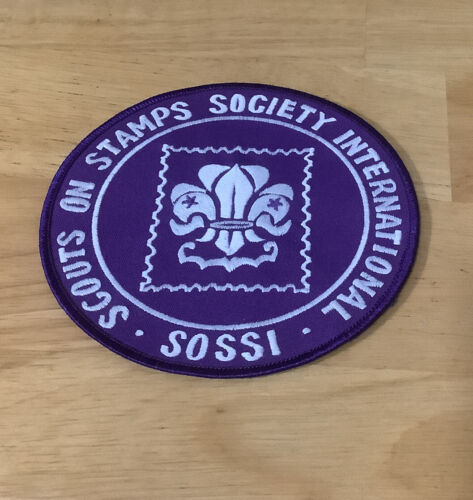 SCOUTS ON STAMPS SOCIETY INTERNATIONAL
· SOSSI ·